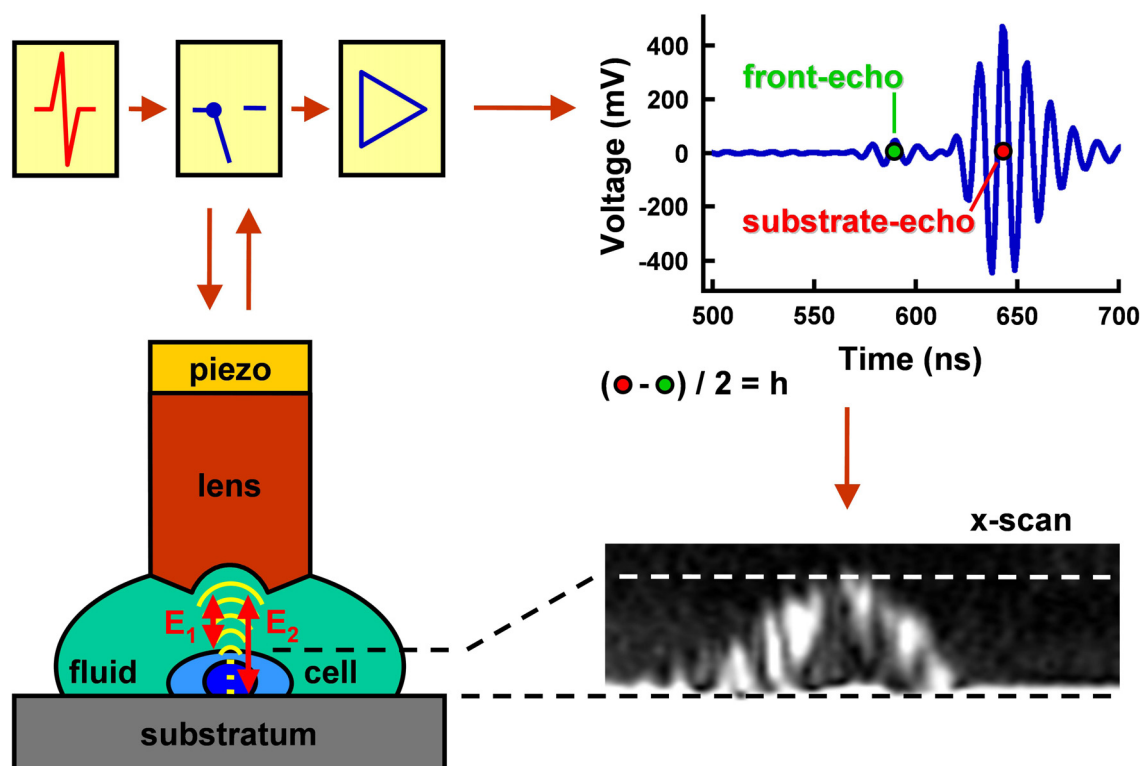 400
200
0
-200
-400
Voltage (mV)
front-echo
substrate-echo
500 550 600 650 700
Time (ns)
( - ) / 2 = h
x-scan
piezo
lens
E1 E2
fluid cell
substratum